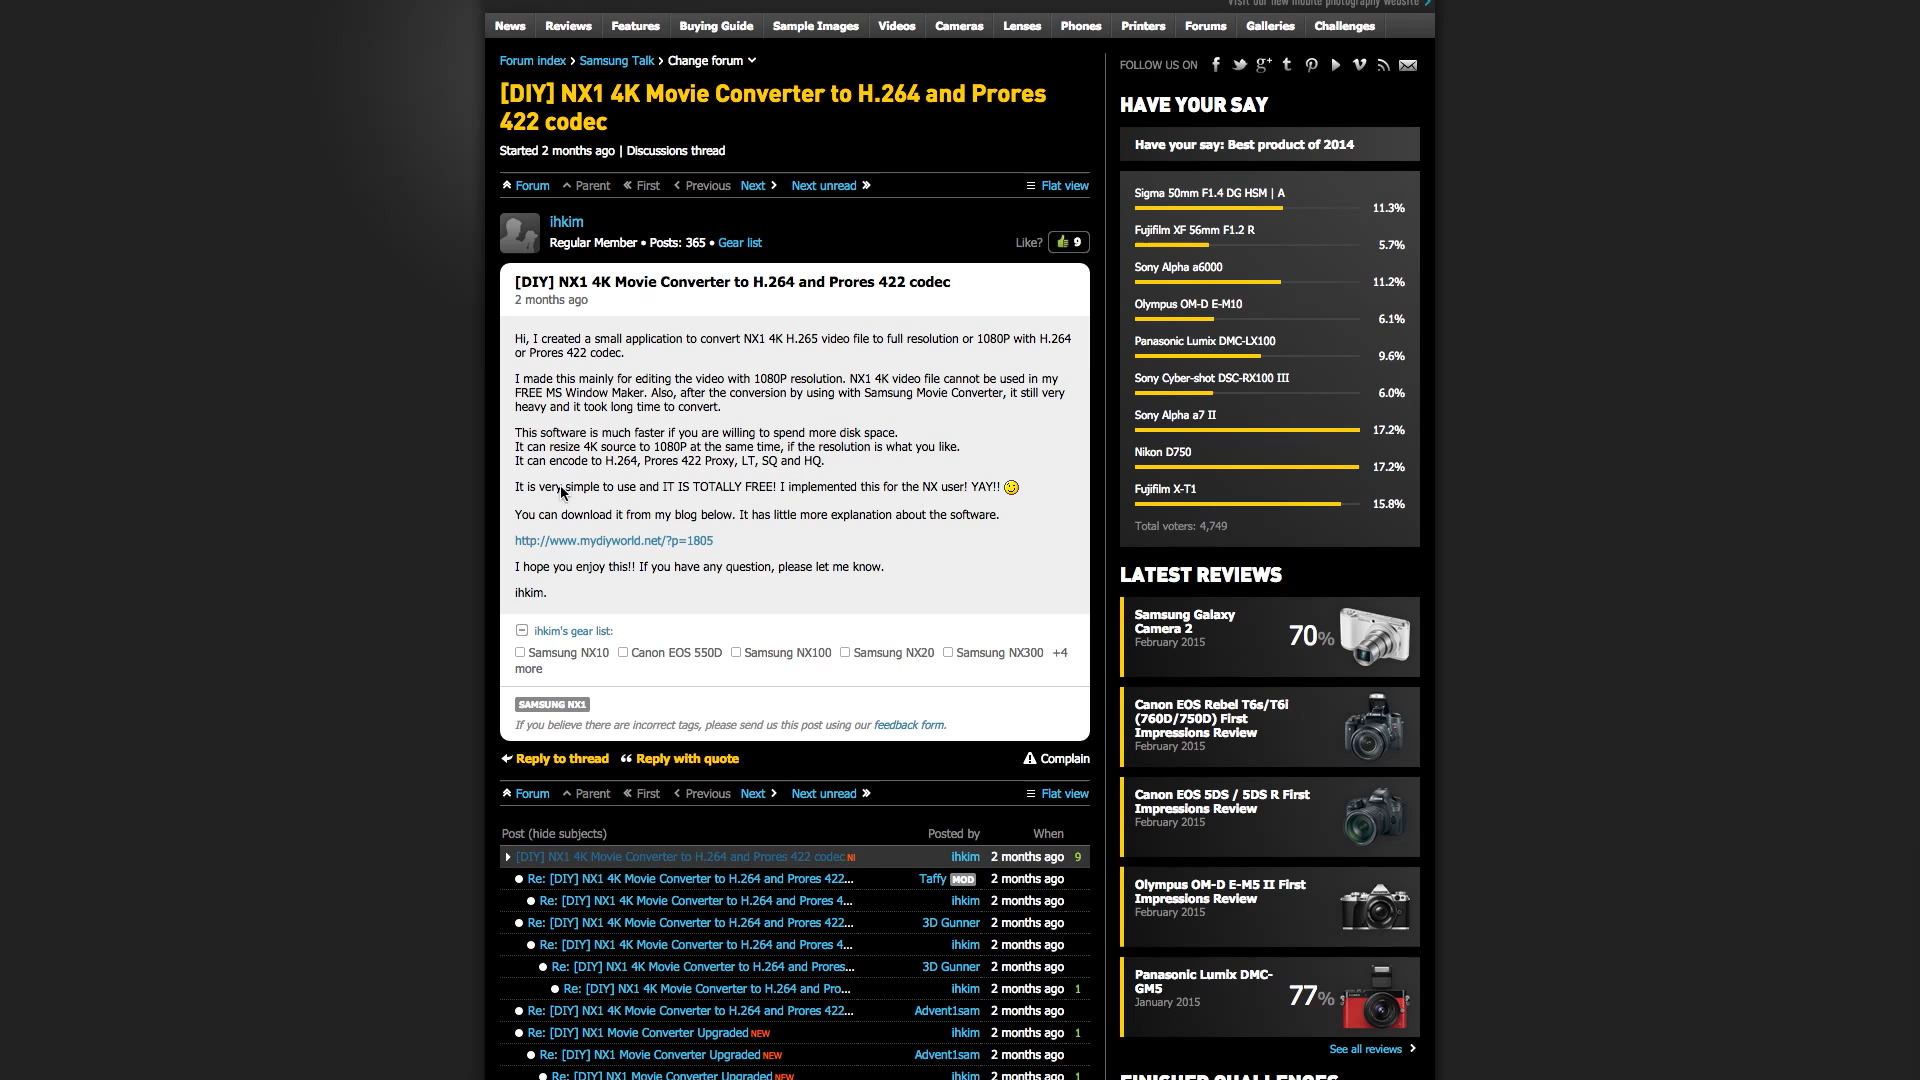 Visit our new mobile photography website
News Reviews Features Buying Guide Sample Images Videos Cameras Lenses Phones Printers Forums Galleries Challenges
Forum index › Samsung Talk › Change forum
[DIY] NX1 4K Movie Converter to H.264 and Prores
422 codec
Started 2 months ago | Discussions thread
Forum Parent First Previous Next Next unread Flat view
ihkim
Regular Member • Posts: 365 • Gear list
Like? 9
[DIY] NX1 4K Movie Converter to H.264 and Prores 422 codec
2 months ago
Hi, I created a small application to convert NX1 4K H.265 video file to full resolution or 1080P with H.264
or Prores 422 codec.
I made this mainly for editing the video with 1080P resolution. NX1 4K video file cannot be used in my
FREE MS Window Maker. Also, after the conversion by using with Samsung Movie Converter, it still very
heavy and it took long time to convert.
This software is much faster if you are willing to spend more disk space.
It can resize 4K source to 1080P at the same time, if the resolution is what you like.
It can encode to H.264, Prores 422 Proxy, LT, SQ and HQ.
It is very simple to use and IT IS TOTALLY FREE! I implemented this for the NX user! YAY!!
You can download it from my blog below. It has little more explanation about the software.
http://www.mydiyworld.net/?p=1805
I hope you enjoy this!! If you have any question, please let me know.
ihkim.
ihkim's gear list:
Samsung NX10 Canon EOS 550D Samsung NX100 Samsung NX20 Samsung NX300 +4
more
SAMSUNG NX1
If you believe there are incorrect tags, please send us this post using our feedback form.
Reply to thread Reply with quote Complain
Forum Parent First Previous Next Next unread Flat view
Post (hide subjects) Posted by When
[DIY] NX1 4K Movie Converter to H.264 and Prores 422 codec ihkim 2 months ago 9
Re: [DIY] NX1 4K Movie Converter to H.264 and Prores 422... Taffy MOD 2 months ago
Re: [DIY] NX1 4K Movie Converter to H.264 and Prores 4... ihkim 2 months ago
Re: [DIY] NX1 4K Movie Converter to H.264 and Prores 422... 3D Gunner 2 months ago
Re: [DIY] NX1 4K Movie Converter to H.264 and Prores 4... ihkim 2 months ago
Re: [DIY] NX1 4K Movie Converter to H.264 and Prores... 3D Gunner 2 months ago
Re: [DIY] NX1 4K Movie Converter to H.264 and Pro... ihkim 2 months ago 1
Re: [DIY] NX1 4K Movie Converter to H.264 and Prores 422... Advent1sam 2 months ago
Re: [DIY] NX1 Movie Converter Upgraded NEW ihkim 2 months ago 1
Re: [DIY] NX1 Movie Converter Upgraded NEW Advent1sam 2 months ago
Re: [DIY] NX1 Movie Converter Upgraded NEW ihkim 2 months ago 1
FOLLOW US ON
HAVE YOUR SAY
Have your say: Best product of 2014
Sigma 50mm F1.4 DG HSM | A
11.3%
Fujifilm XF 56mm F1.2 R
5.7%
Sony Alpha a6000
11.2%
Olympus OM-D E-M10
6.1%
Panasonic Lumix DMC-LX100
9.6%
Sony Cyber-shot DSC-RX100 III
6.0%
Sony Alpha a7 II
17.2%
Nikon D750
17.2%
Fujifilm X-T1
15.8%
Total voters: 4,749
LATEST REVIEWS
Samsung Galaxy
Camera 2
February 2015
70%
Canon EOS Rebel T6s/T6i
(760D/750D) First
Impressions Review
February 2015
Canon EOS 5DS / 5DS R First
Impressions Review
February 2015
Olympus OM-D E-M5 II First
Impressions Review
February 2015
Panasonic Lumix DMC-
GM5
January 2015
77%
See all reviews
FINISHED CHALLENGES